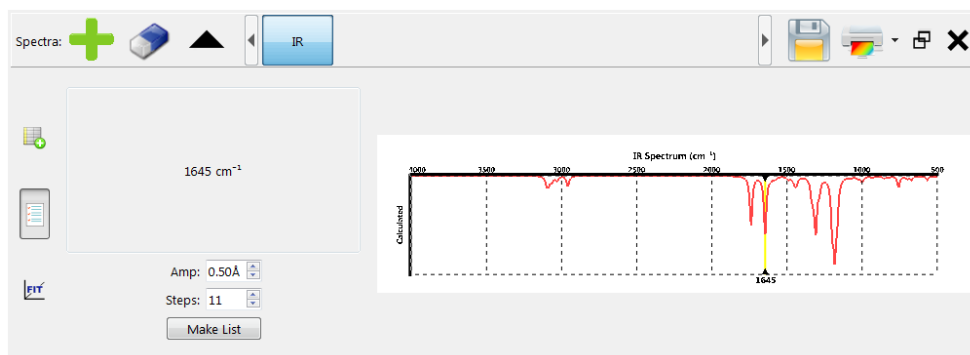 Spectra:
IR
1645 cm⁻¹
Amp: 0.50Å
Steps: 11
Make List
FIT
IR Spectrum (cm⁻¹)
4000 3500 3000 2500 2000 1500 1000 500
Calculated
1645